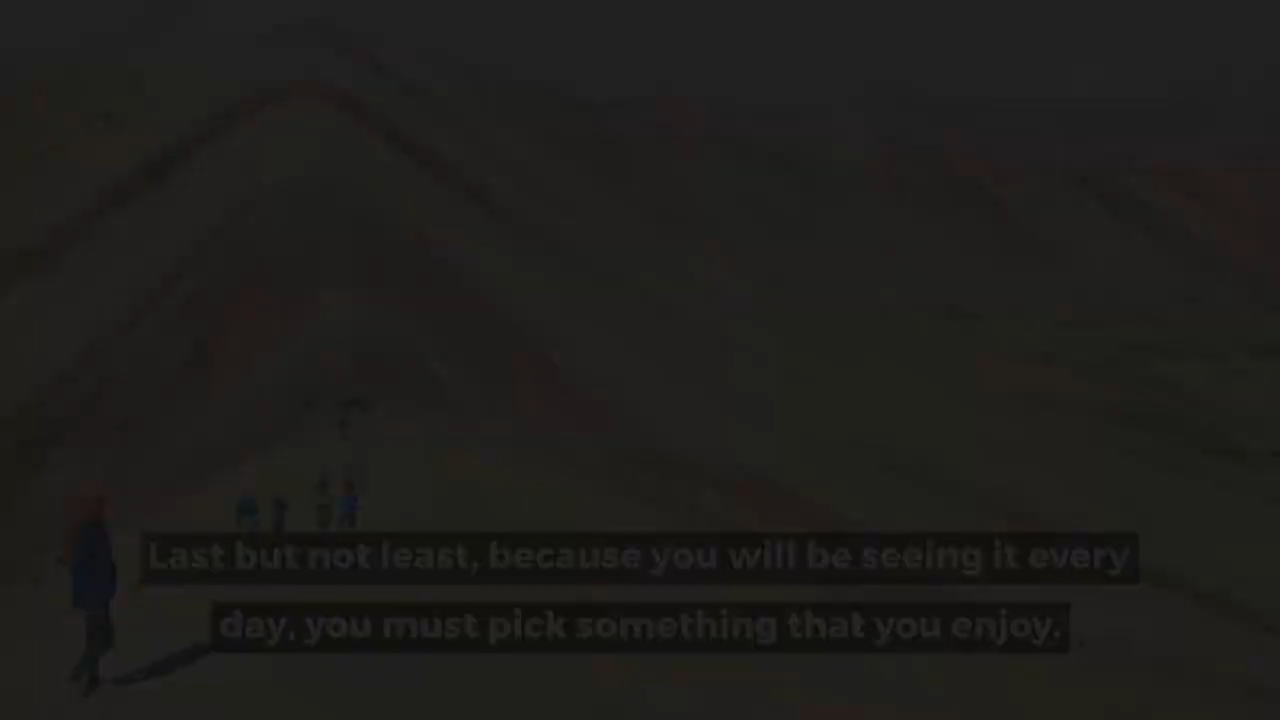 Last but not least, because you will be seeing it every
day, you must pick something that you enjoy.